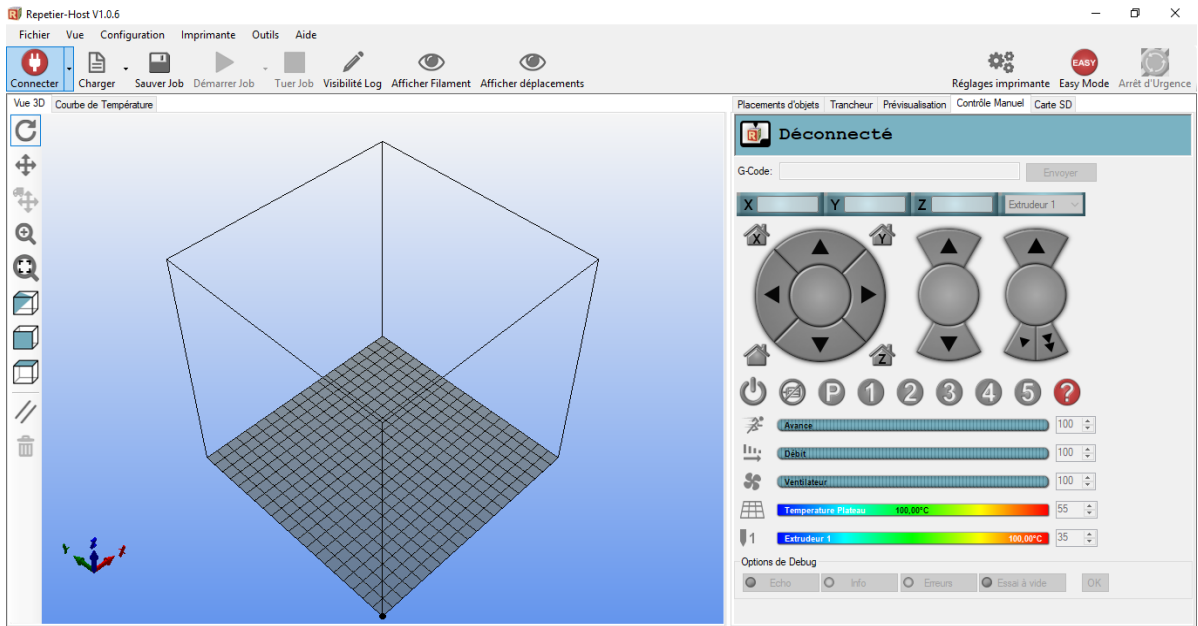 Repetier-Host V1.0.6
Fichier Vue Configuration Imprimante Outils Aide
Connecter Charger Sauver Job Démarrer Job Tuer Job Visibilité Log Afficher Filament Afficher déplacements Réglages imprimante EASY Easy Mode Arrêt d'Urgence
Vue 3D Courbe de Température
Placements d'objets Trancheur Prévisualisation Contrôle Manuel Carte SD
Déconnecté
G-Code: Envoyer
X Y Z Extrudeur 1
X Y
Z
P 1 2 3 4 5 ?
Avance 100
Débit 100
Ventilateur 100
Temperature Plateau 100,00°C 55
1 Extrudeur 1 100,00°C 35
Options de Debug
Echo Info Erreurs Essai à vide OK
Y Z X